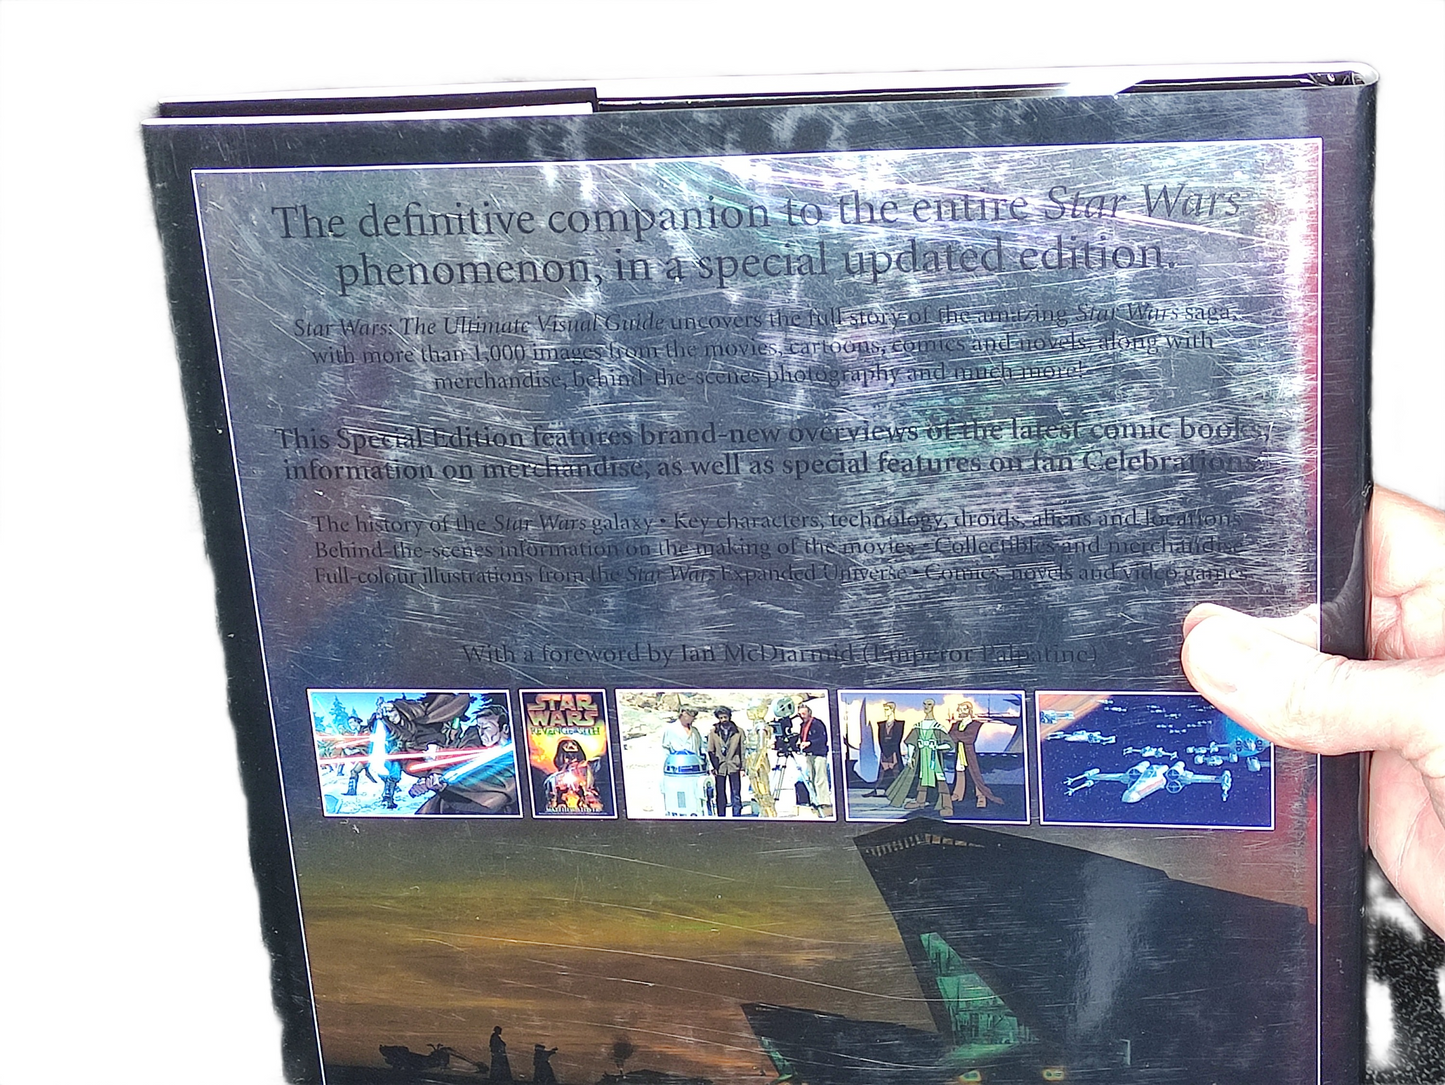 The definitive companion to the entire Star Wars
phenomenon, in a special updated edition.
Star Wars: The Ultimate Visual Guide uncovers the full story of the amazing Star Wars saga,
with more than 1,000 images from the movies, cartoons, comics and novels, along with
merchandise, behind-the-scenes photography and much more!
This Special Edition features brand-new overviews of the latest comic books,
information on merchandise, as well as special features on fan Celebrations.
The history of the Star Wars galaxy • Key characters, technology, droids, aliens and locations
Behind-the-scenes information on the making of the movies • Collectibles and merchandise
Full-colour illustrations from the Star Wars Expanded Universe • Comics, novels and video games
With a foreword by Ian McDiarmid (Emperor Palpatine)
STAR
WARS
REVENGE OF THE SITH